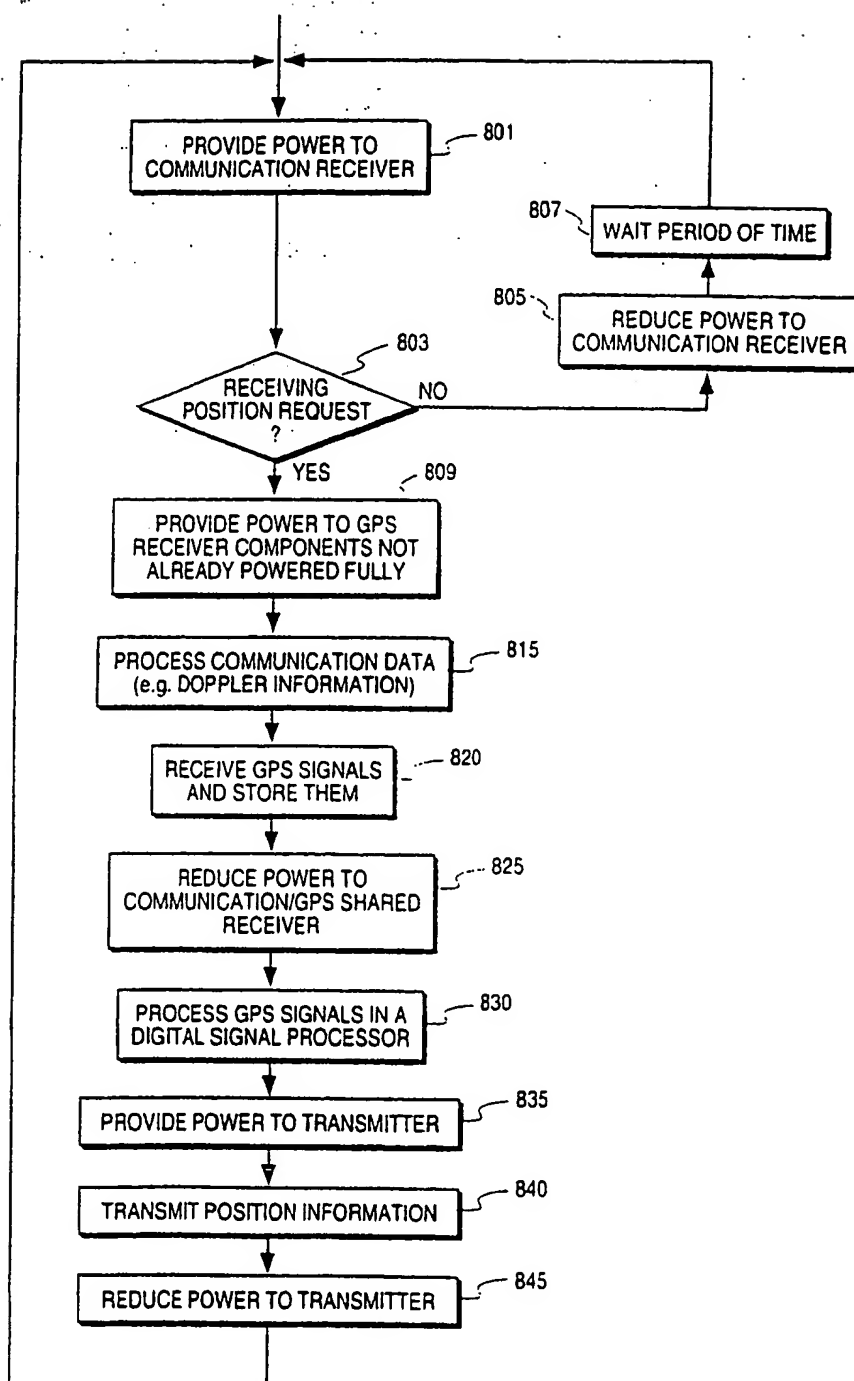 PROVIDE POWER TO
COMMUNICATION RECEIVER
801
807
WAIT PERIOD OF TIME
805
REDUCE POWER TO
COMMUNICATION RECEIVER
803
RECEIVING
POSITION REQUEST
?
NO
YES
809
PROVIDE POWER TO GPS
RECEIVER COMPONENTS NOT
ALREADY POWERED FULLY
PROCESS COMMUNICATION DATA
(e.g. DOPPLER INFORMATION)
815
RECEIVE GPS SIGNALS
AND STORE THEM
820
REDUCE POWER TO
COMMUNICATION/GPS SHARED
RECEIVER
825
PROCESS GPS SIGNALS IN A
DIGITAL SIGNAL PROCESSOR
830
PROVIDE POWER TO TRANSMITTER
835
TRANSMIT POSITION INFORMATION
840
REDUCE POWER TO TRANSMITTER
845